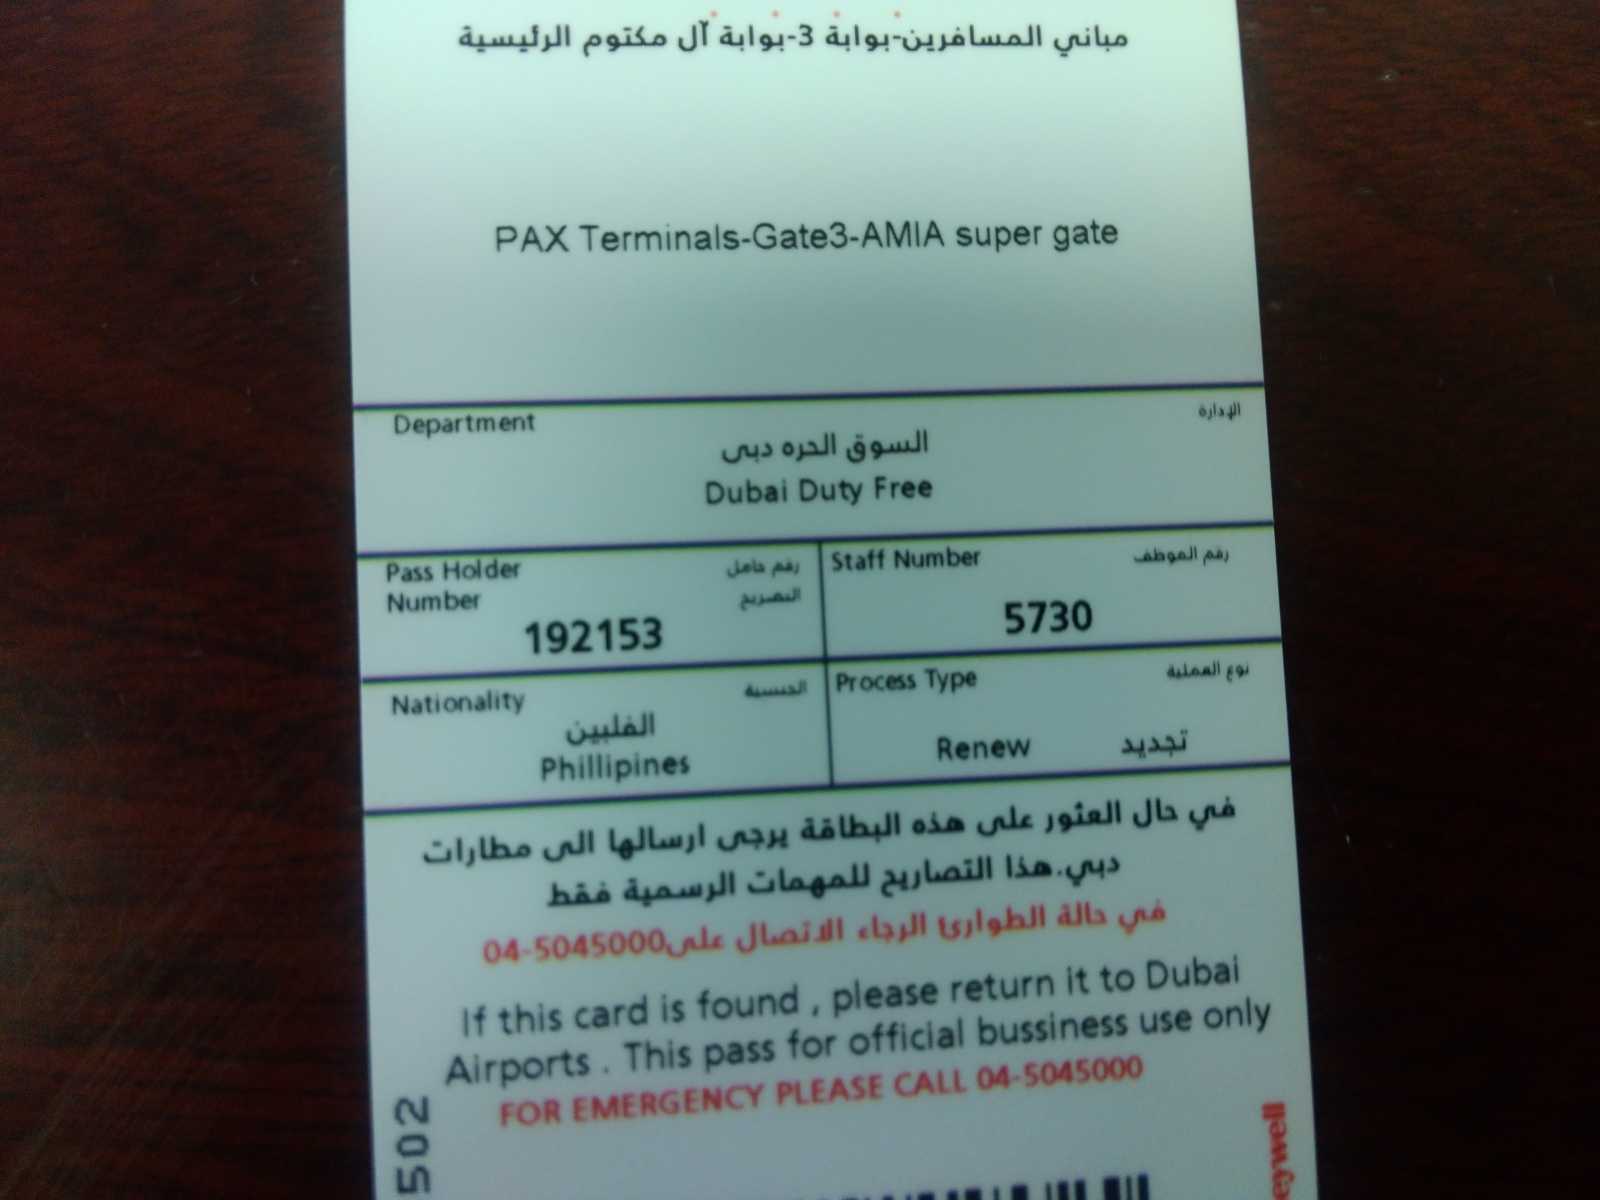 مباني المسافرين-بوابة 3-بوابة آل مكتوم الرئيسية
PAX Terminals-Gate3-AMIA super gate
Department الإدارة
السوق الحره دبى
Dubai Duty Free
Pass Holder Number رقم حامل التصريح
192153
Staff Number رقم الموظف
5730
Nationality الجنسية
الفلبين
Phillipines
Process Type نوع العملية
Renew تجديد
في حال العثور على هذه البطاقة يرجى ارسالها الى مطارات
دبي.هذا التصاريح للمهمات الرسمية فقط
في حالة الطوارئ الرجاء الاتصال على04-5045000
If this card is found , please return it to Dubai
Airports . This pass for official bussiness use only
FOR EMERGENCY PLEASE CALL 04-5045000
502
eywell